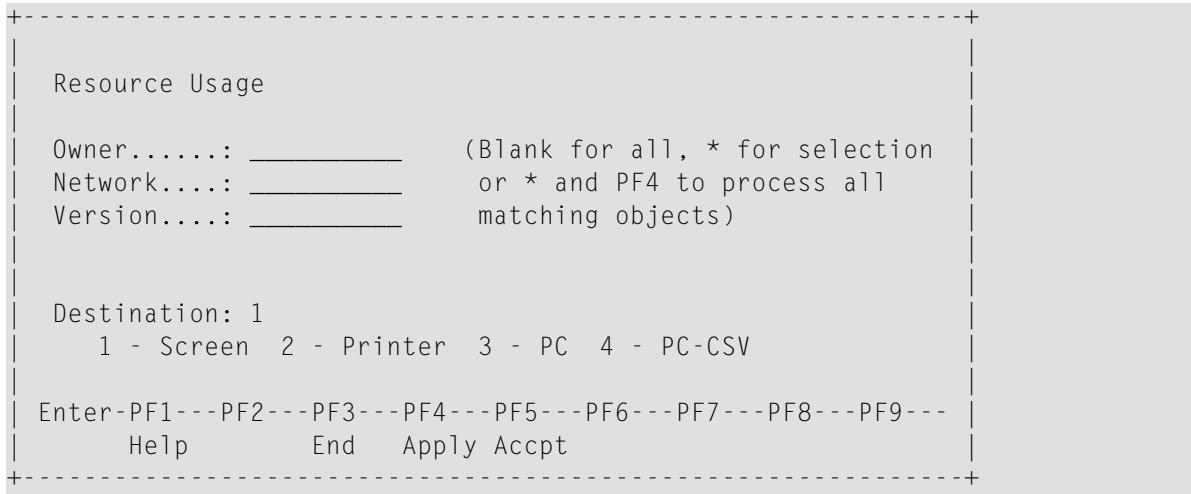 +--------------------------------------------------------------+
|                                                              |
|  Resource Usage                                              |
|                                                              |
|  Owner......: __________    (Blank for all, * for selection  |
|  Network....: __________     or * and PF4 to process all     |
|  Version....: __________     matching objects)               |
|                                                              |
|                                                              |
|  Destination: 1                                              |
|     1 - Screen  2 - Printer  3 - PC  4 - PC-CSV              |
|                                                              |
| Enter-PF1---PF2---PF3---PF4---PF5---PF6---PF7---PF8---PF9--- |
|       Help        End   Apply Accpt                          |
+--------------------------------------------------------------+